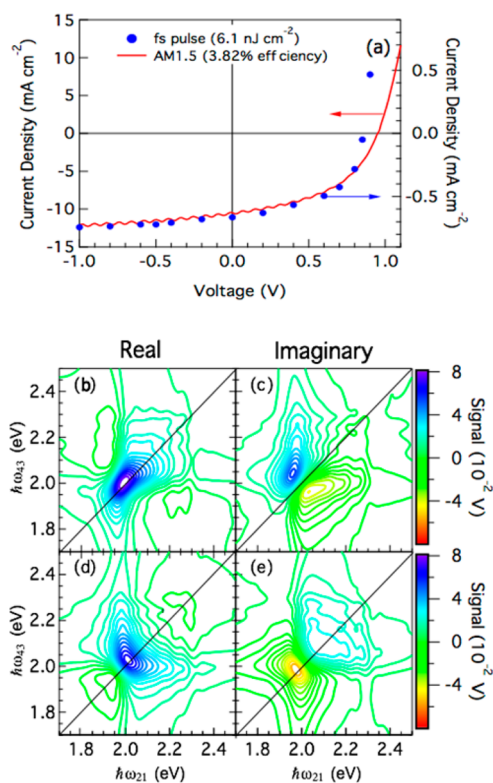 fs pulse (6.1 nJ cm⁻²) (a)
AM1.5 (3.82% eff ciency)
Current Density (mA cm⁻²)
15
10
5
0
-5
-10
-15
Current Density (mA cm⁻²)
0.5
0.0
-0.5
-1.0 -0.5 0.0 0.5 1.0
Voltage (V)
Real Imaginary
(b) (c)
ħω₄₃ (eV)
2.4
2.2
2.0
1.8
Signal (10⁻² V)
8
4
0
-4
(d) (e)
ħω₄₃ (eV)
2.4
2.2
2.0
1.8
Signal (10⁻² V)
8
4
0
-4
2.0 2.2 2.4 2.0 2.2 2.4
ħω₂₁ (eV) ħω₂₁ (eV)